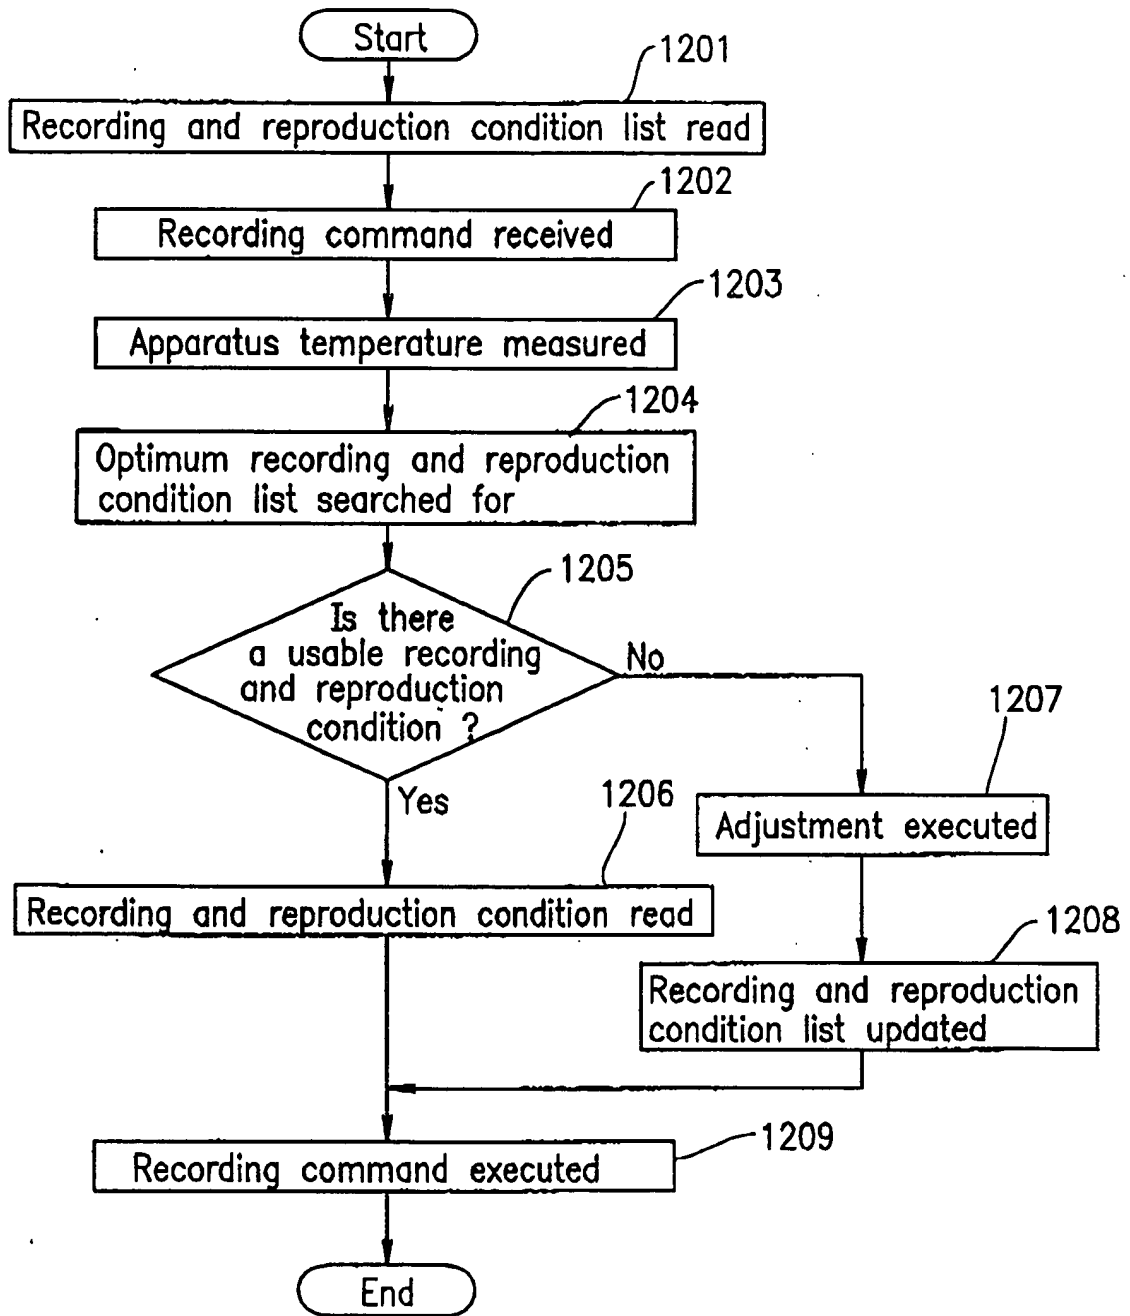 Start
1201
Recording and reproduction condition list read
1202
Recording command received
1203
Apparatus temperature measured
1204
Optimum recording and reproduction
condition list searched for
1205
Is there
a usable recording
and reproduction
condition ?
No
Yes
1207
Adjustment executed
1206
Recording and reproduction condition read
1208
Recording and reproduction
condition list updated
1209
Recording command executed
End